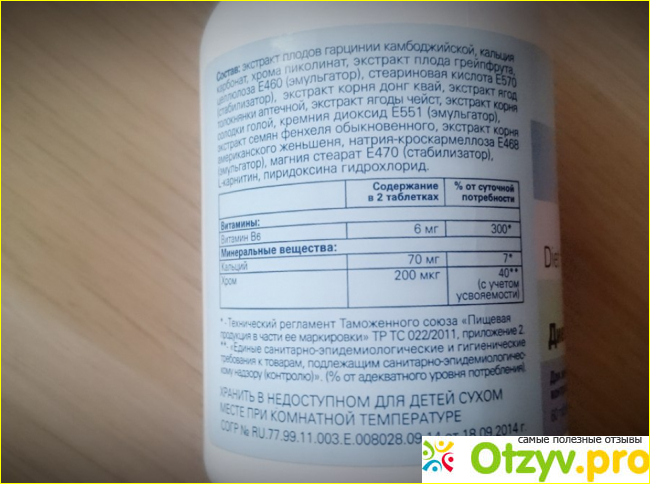 Состав: экстракт плодов гарцинии камбоджийской, кальция
карбонат, хрома пиколинат, экстракт плода грейпфрута,
целлюлоза Е460 (эмульгатор), стеариновая кислота Е570
(стабилизатор), экстракт корня донг квай, экстракт ягод
толокнянки аптечной, экстракт ягоды чейст, экстракт корня
солодки голой, кремния диоксид Е551 (эмульгатор),
экстракт семян фенхеля обыкновенного, экстракт корня
американского женьшеня, натрия-кроскармеллоза Е468
(эмульгатор), магния стеарат Е470 (стабилизатор),
L-карнитин, пиридоксина гидрохлорид.
Содержание в 2 таблетках % от суточной потребности
Витамины:
Витамин В6 6 мг 300*
Минеральные вещества:
Кальций 70 мг 7*
Хром 200 мкг 40**
(с учетом
усвояемости)
* - Технический регламент Таможенного союза «Пищевая
продукция в части ее маркировки» ТР ТС 022/2011, приложение 2.
**- «Единые санитарно-эпидемиологические и гигиенические
требования к товарам, подлежащим санитарно-эпидемиологичес-
кому надзору (контролю)». (% от адекватного уровня потребления)
ХРАНИТЬ В НЕДОСТУПНОМ ДЛЯ ДЕТЕЙ СУХОМ
МЕСТЕ ПРИ КОМНАТНОЙ ТЕМПЕРАТУРЕ
СОГР № RU.77.99.11.003.Е.008028.09.14 от 18.09.2014 г.
самые полезные отзывы
Otzyv.pro